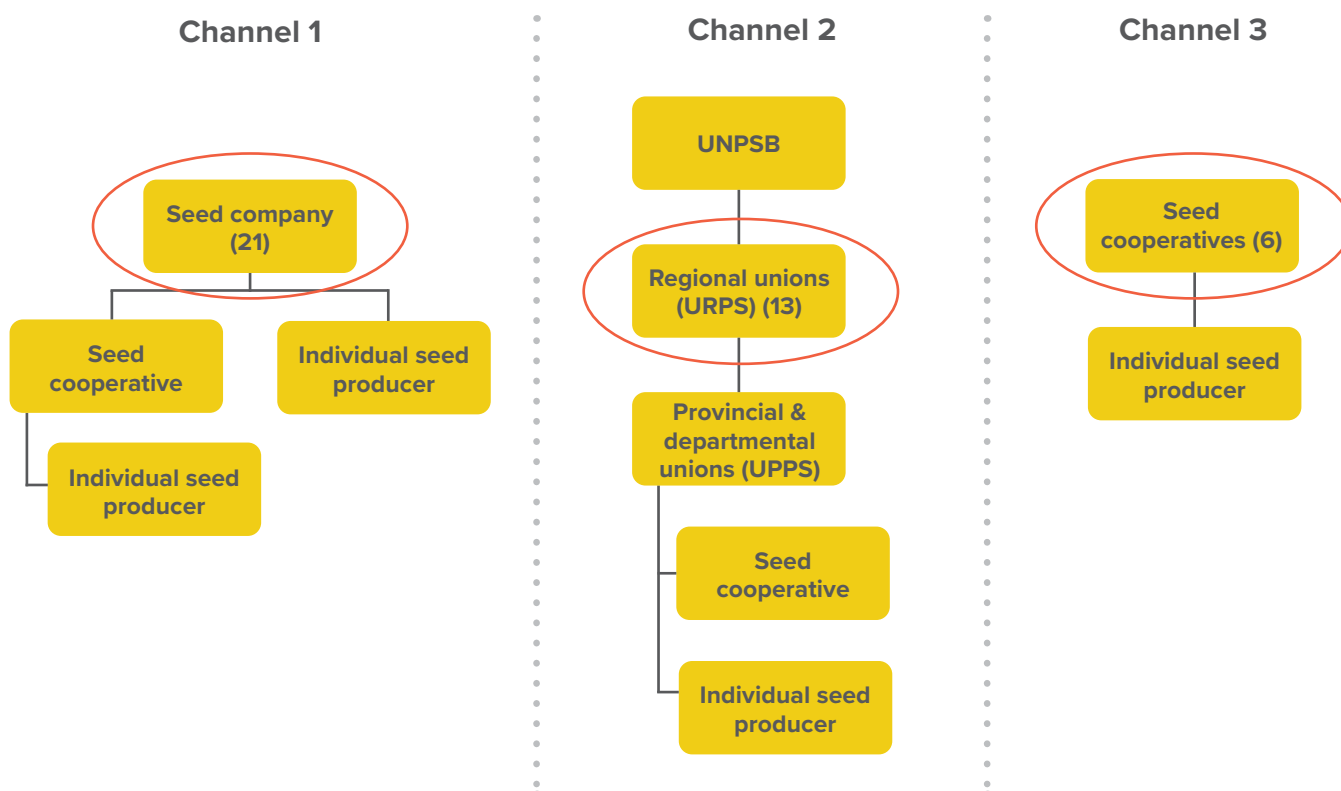 Channel 1
Seed company
(21)
Seed
cooperative
Individual seed
producer
Individual seed
producer
Channel 2
UNPSB
Regional unions
(URPS) (13)
Provincial &
departmental
unions (UPPS)
Seed
cooperative
Individual seed
producer
Channel 3
Seed
cooperatives (6)
Individual seed
producer